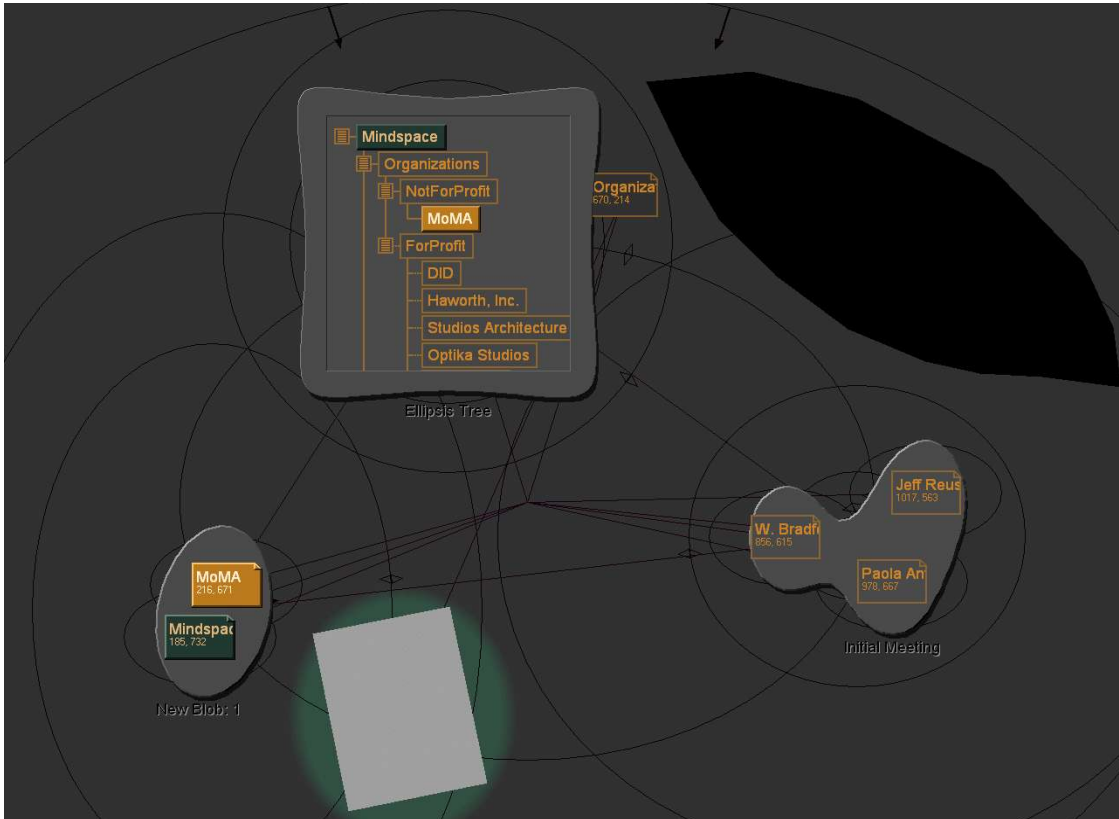 Mindspace
Organizations
NotForProfit
MoMA
ForProfit
DID
Haworth, Inc.
Studios Architecture
Optika Studios
Ellipsis Tree
Organiza
670, 214
Jeff Reus
1017, 563
W. Bradf
856, 615
Paola An
978, 667
Initial Meeting
MoMA
216, 671
Mindspac
185, 732
New Blob: 1